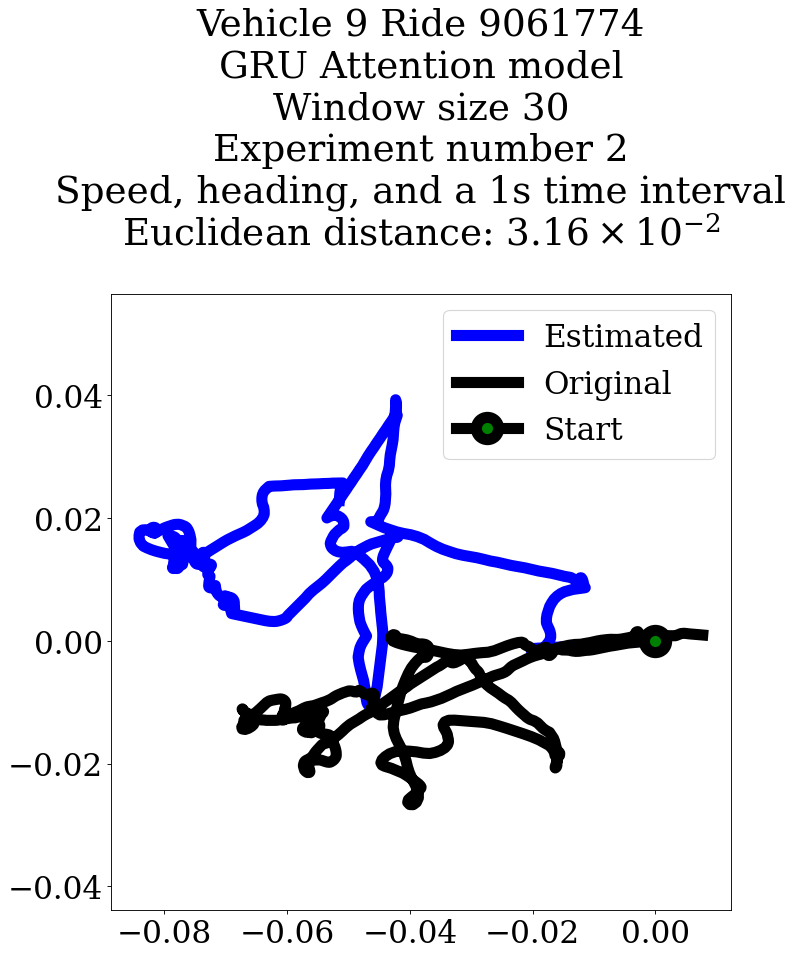 Vehicle 9 Ride 9061774
GRU Attention model
Window size 30
Experiment number 2
Speed, heading, and a 1s time interval
Euclidean distance: 3.16 × 10⁻²
Estimated
Original
Start
0.04
0.02
0.00
−0.02
−0.04
−0.08 −0.06 −0.04 −0.02 0.00